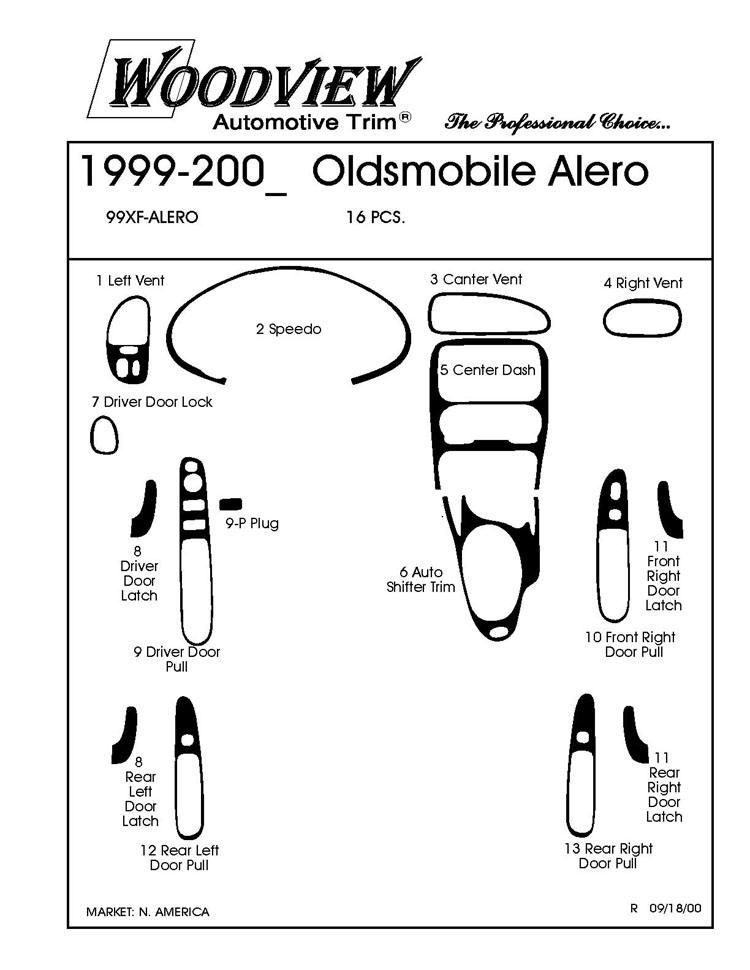 WOODVIEW
Automotive Trim®
The Professional Choice...
1999-200_ Oldsmobile Alero
99XF-ALERO
16 PCS.
1 Left Vent
2 Speedo
3 Canter Vent
4 Right Vent
5 Center Dash
7 Driver Door Lock
9-P Plug
8
Driver
Door
Latch
6 Auto
Shifter Trim
11
Front
Right
Door
Latch
9 Driver Door
Pull
10 Front Right
Door Pull
8
Rear
Left
Door
Latch
11
Rear
Right
Door
Latch
12 Rear Left
Door Pull
13 Rear Right
Door Pull
MARKET: N. AMERICA
R 09/18/00